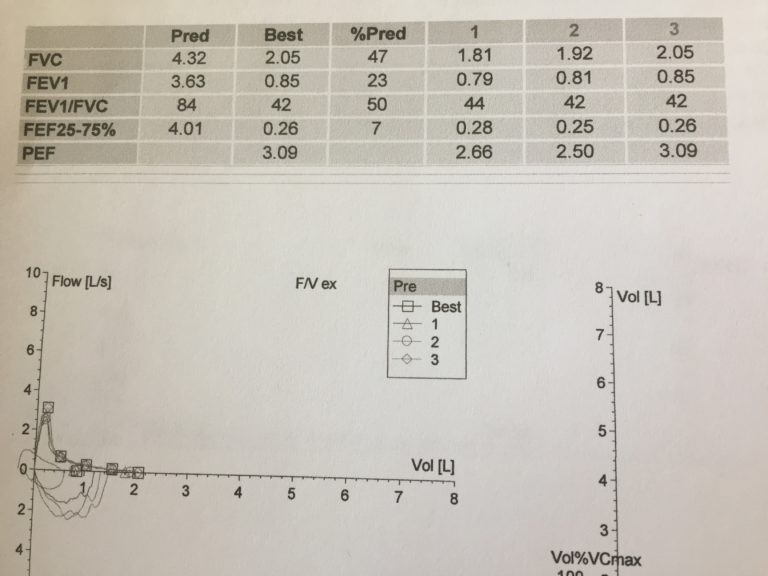 Pred Best %Pred 1 2 3
FVC 4.32 2.05 47 1.81 1.92 2.05
FEV1 3.63 0.85 23 0.79 0.81 0.85
FEV1/FVC 84 42 50 44 42 42
FEF25-75% 4.01 0.26 7 0.28 0.25 0.26
PEF 3.09 2.66 2.50 3.09
10 Flow [L/s] F/V ex
8
6
4
2
0
2
4
Pre
Best
1
2
3
Vol [L]
1 2 3 4 5 6 7 8
8 Vol [L]
7
6
5
4
3
Vol%VCmax
100